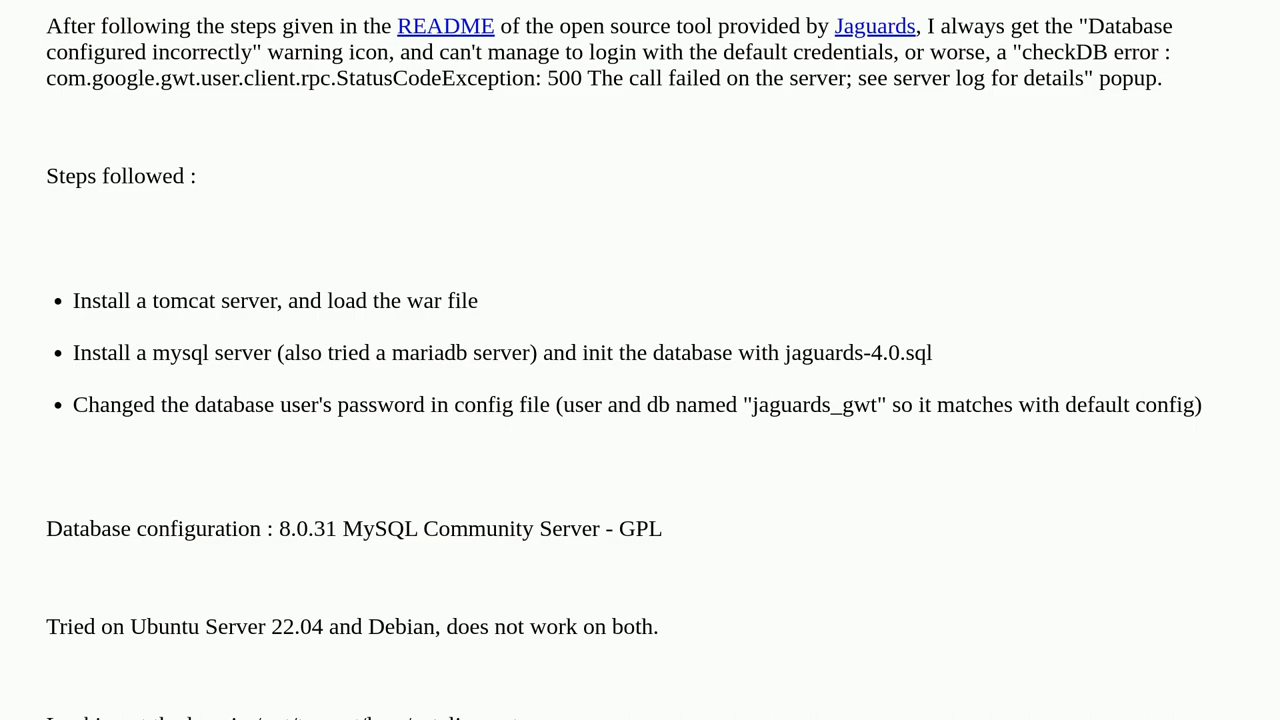 After following the steps given in the README of the open source tool provided by Jaguards, I always get the "Database
configured incorrectly" warning icon, and can't manage to login with the default credentials, or worse, a "checkDB error :
com.google.gwt.user.client.rpc.StatusCodeException: 500 The call failed on the server; see server log for details" popup.
Steps followed :
• Install a tomcat server, and load the war file
• Install a mysql server (also tried a mariadb server) and init the database with jaguards-4.0.sql
• Changed the database user's password in config file (user and db named "jaguards_gwt" so it matches with default config)
Database configuration : 8.0.31 MySQL Community Server - GPL
Tried on Ubuntu Server 22.04 and Debian, does not work on both.